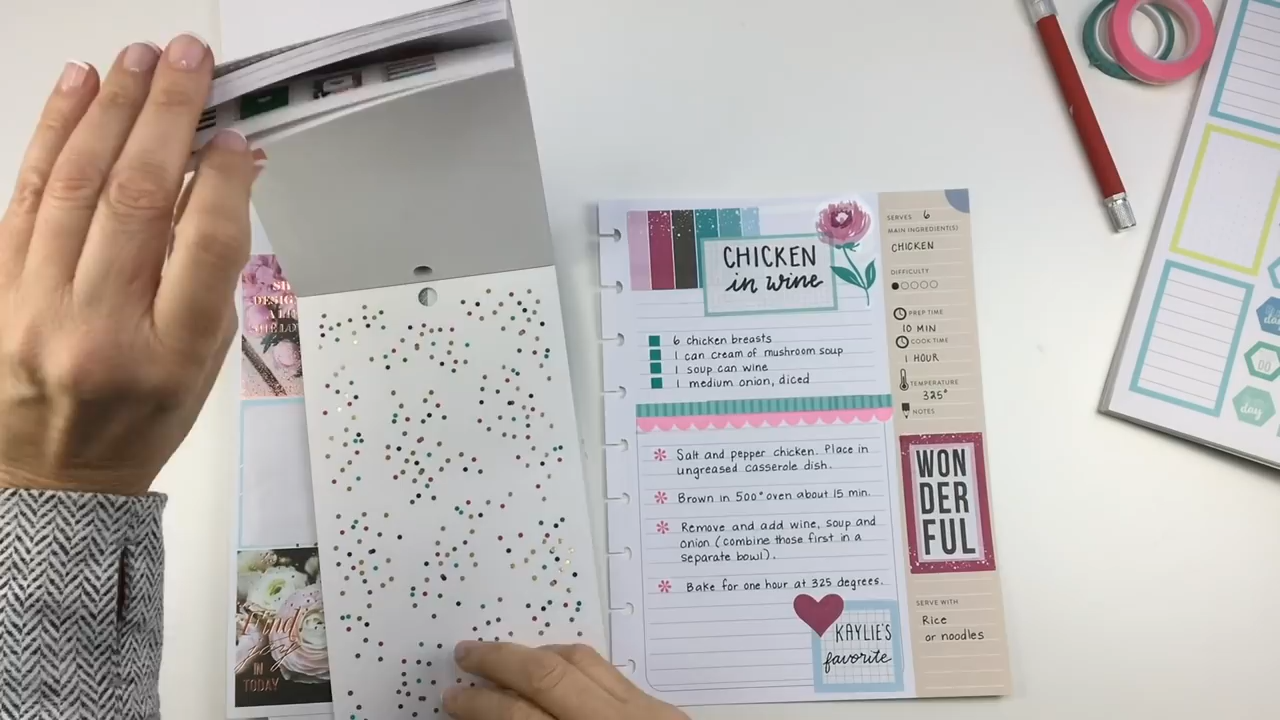 CHICKEN
in wine
6 chicken breasts
1 can cream of mushroom soup
1 soup can wine
1 medium onion, diced
Salt and pepper chicken. Place in
ungreased casserole dish.
Brown in 500° oven about 15 min.
Remove and add wine, soup and
onion (combine those first in a
separate bowl).
Bake for one hour at 325 degrees.
KAYLIE'S
favorite
SERVES 6
MAIN INGREDIENT(S)
CHICKEN
DIFFICULTY
PREP TIME
10 MIN
COOK TIME
1 HOUR
TEMPERATURE
325°
NOTES
WON
DER
FUL
SERVE WITH
Rice
or noodles
Find
joy
IN
TODAY
day